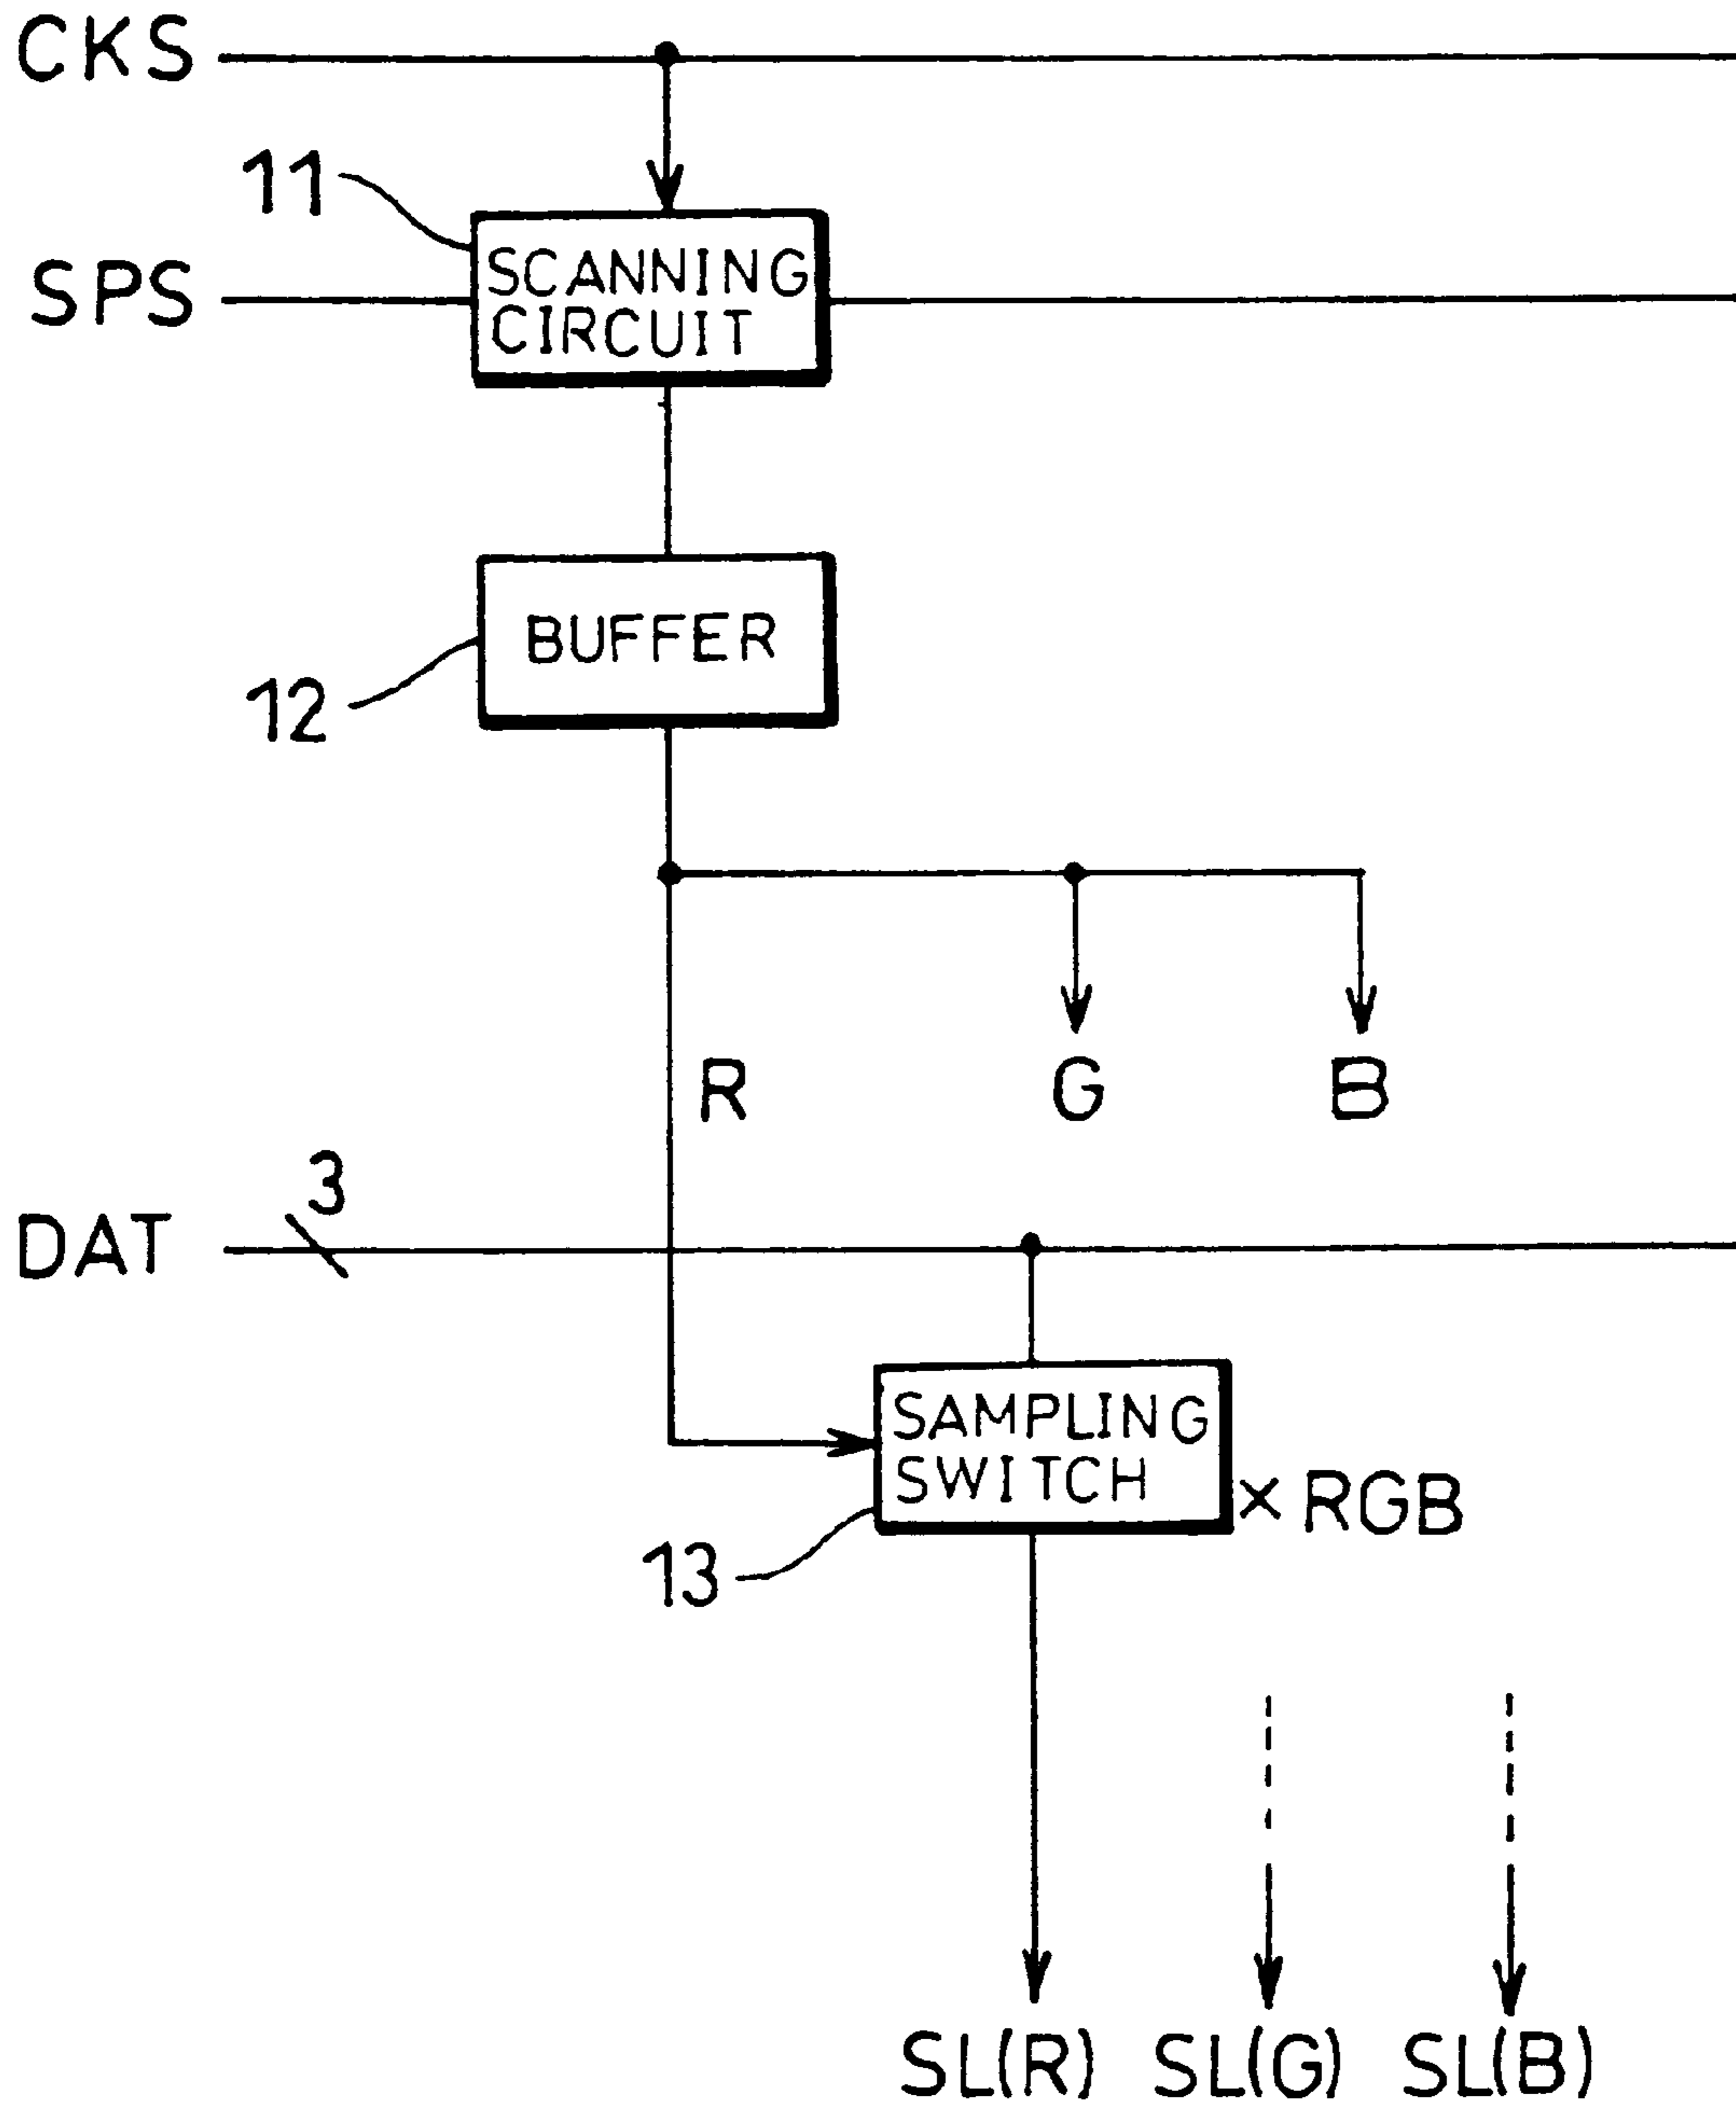 CKS
11
SCANNING
CIRCUIT
SPS
BUFFER
12
R G B
3
DAT
SAMPLING
SWITCH
× RGB
13
SL(R) SL(G) SL(B)